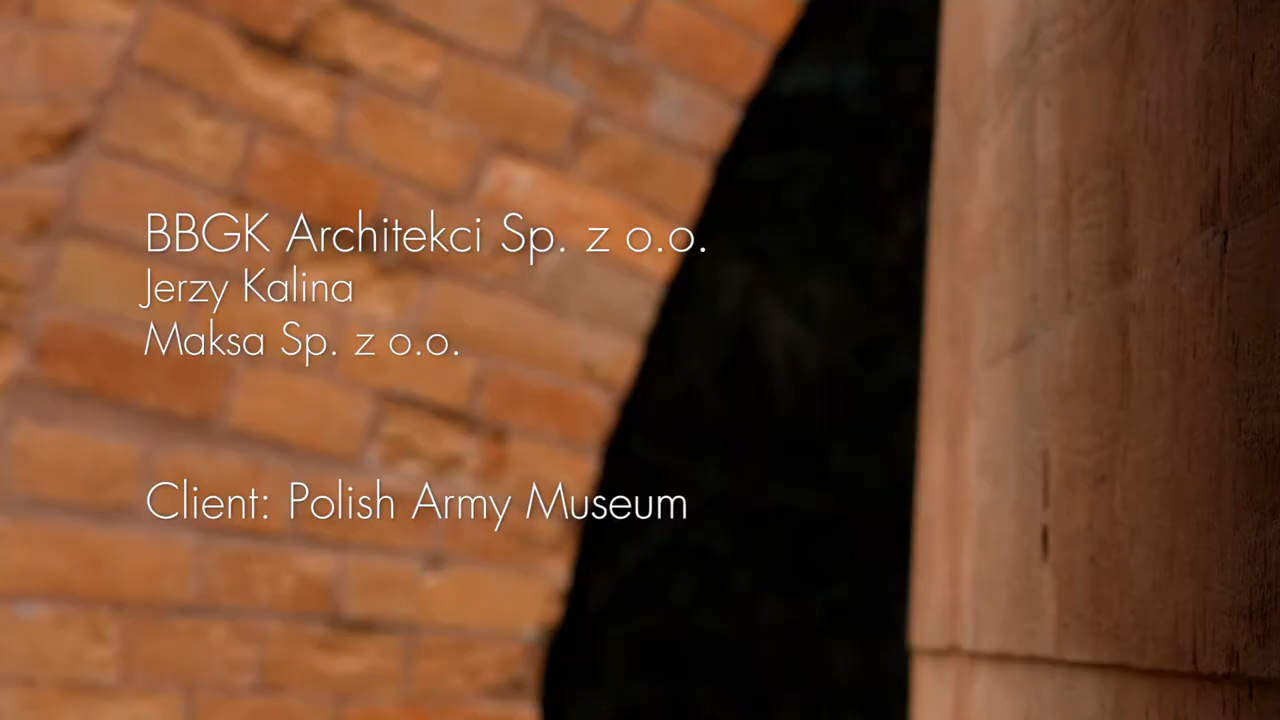 BBGK Architekci Sp. z o.o.
Jerzy Kalina
Maksa Sp. z o.o.
Client: Polish Army Museum